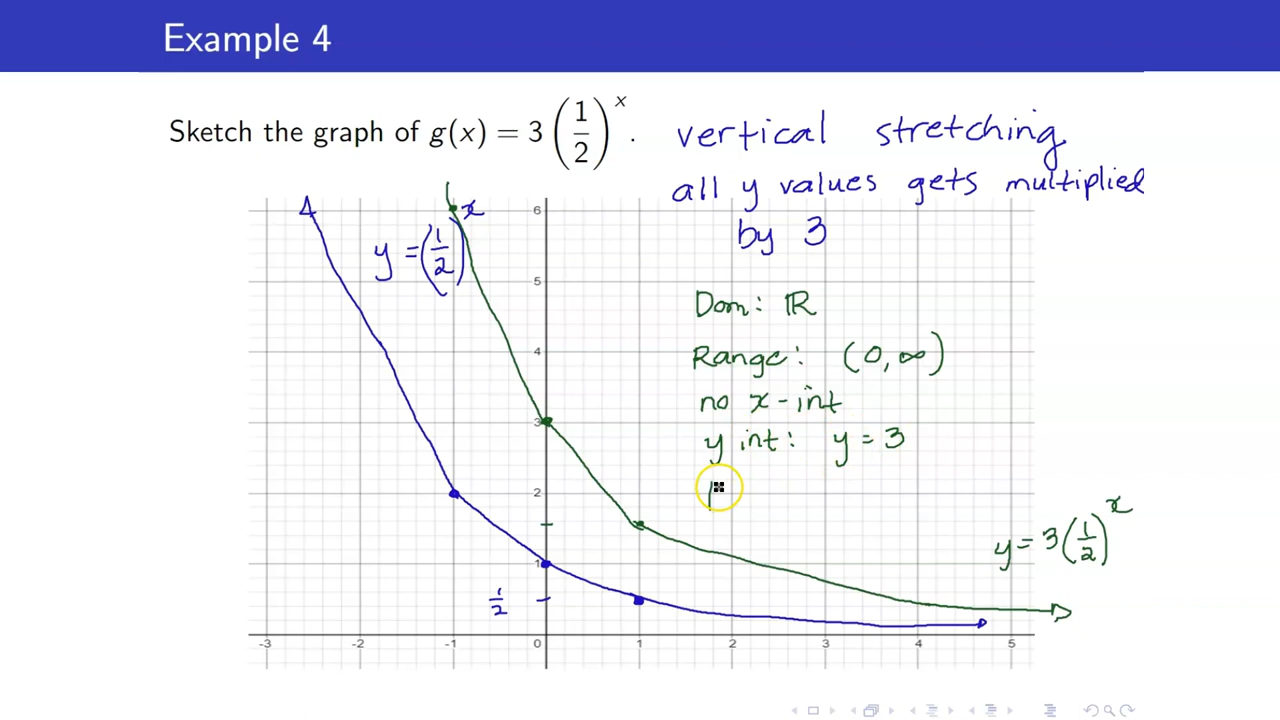 Example 4
Sketch the graph of g(x) = 3 (1/2)^x.
vertical stretching
all y values gets multiplied
by 3
y = (1/2)^x
Dom: ℝ
Range: (0, ∞)
no x-int
y int: y = 3
y = 3(1/2)^x
6
5
4
3
2
1
1/2
-3 -2 -1 0 1 2 3 4 5